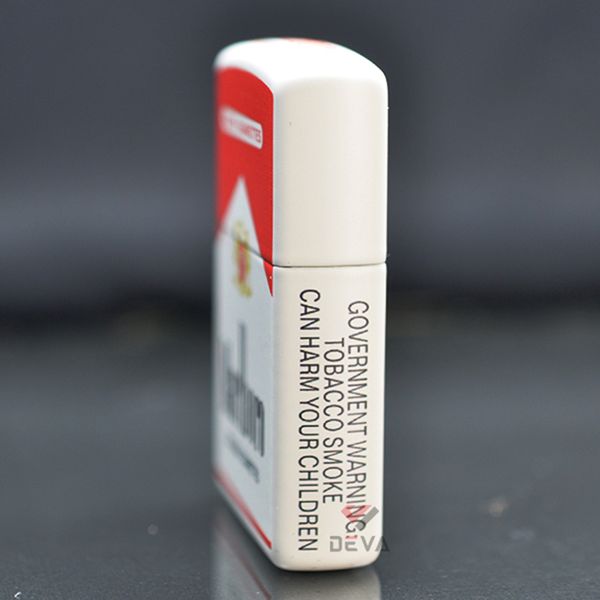 GOVERNMENT WARNING:
TOBACCO SMOKE
CAN HARM YOUR CHILDREN
DEVA